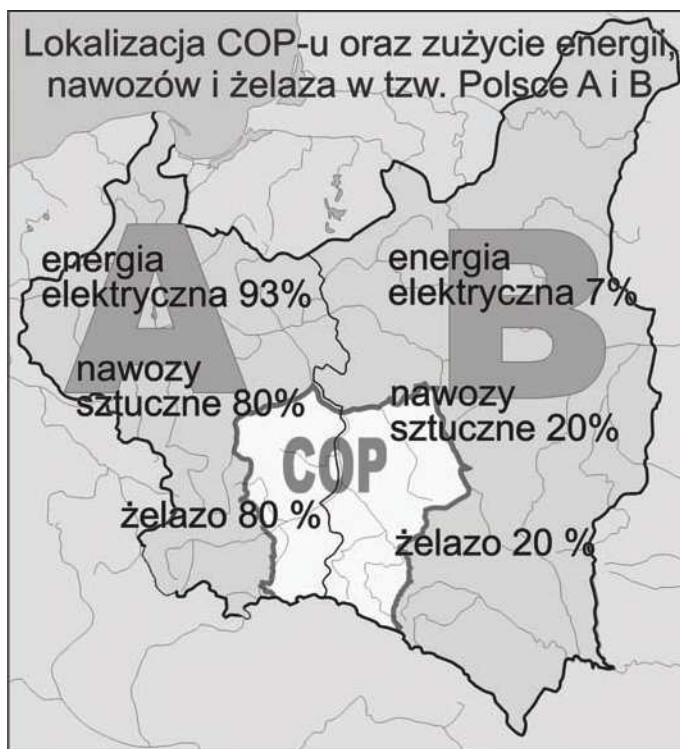 Lokalizacja COP-u oraz zużycie energii,
nawozów i żelaza w tzw. Polsce A i B
A
energia
elektryczna 93%
nawozy
sztuczne 80%
żelazo 80 %
COP
B
energia
elektryczna 7%
nawozy
sztuczne 20%
żelazo 20 %